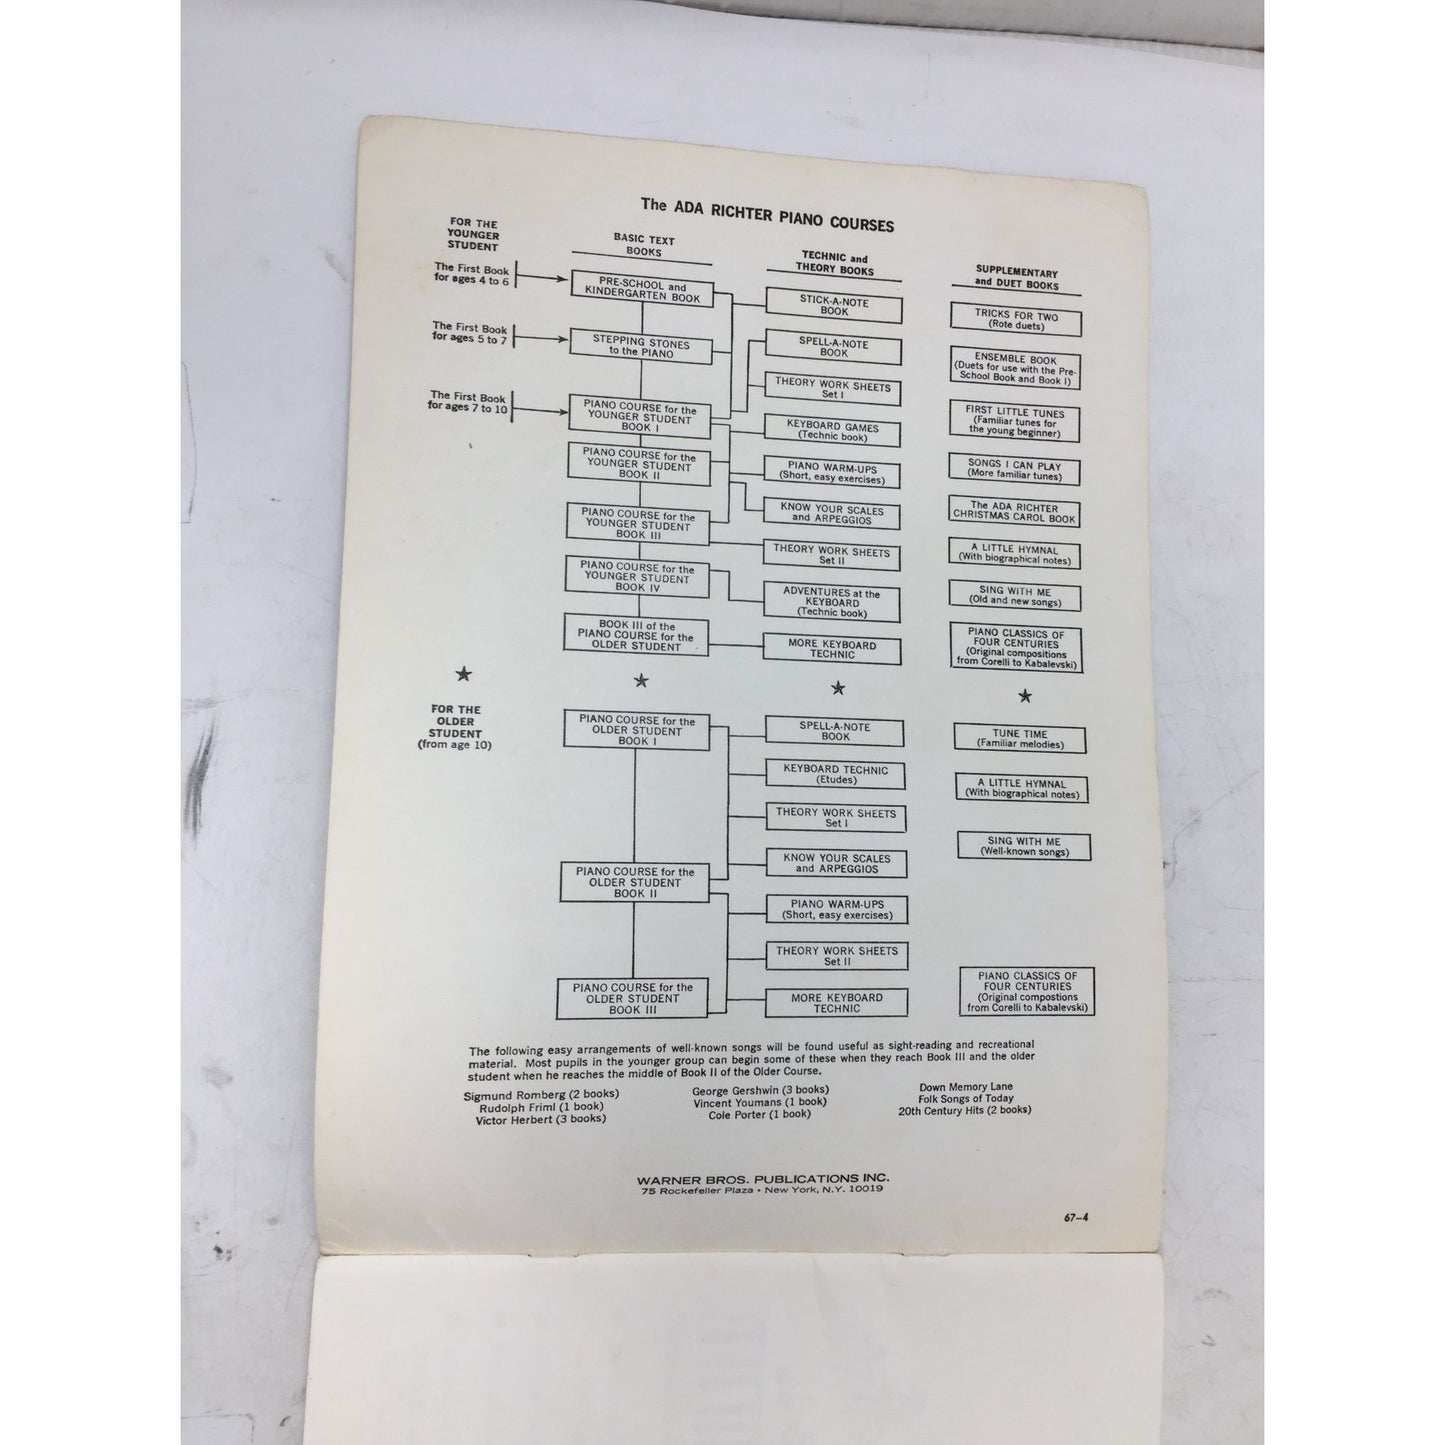 The ADA RICHTER PIANO COURSES
FOR THE
YOUNGER
STUDENT
BASIC TEXT
BOOKS
TECHNIC and
THEORY BOOKS
SUPPLEMENTARY
and DUET BOOKS
The First Book
for ages 4 to 6
The First Book
for ages 5 to 7
The First Book
for ages 7 to 10
PRE-SCHOOL and
KINDERGARTEN BOOK
STEPPING STONES
to the PIANO
PIANO COURSE for the
YOUNGER STUDENT
BOOK I
PIANO COURSE for the
YOUNGER STUDENT
BOOK II
PIANO COURSE for the
YOUNGER STUDENT
BOOK III
PIANO COURSE for the
YOUNGER STUDENT
BOOK IV
BOOK III of the
PIANO COURSE for the
OLDER STUDENT
STICK-A-NOTE
BOOK
SPELL-A-NOTE
BOOK
THEORY WORK SHEETS
Set I
KEYBOARD GAMES
(Technic book)
PIANO WARM-UPS
(Short, easy exercises)
KNOW YOUR SCALES
and ARPEGGIOS
THEORY WORK SHEETS
Set II
ADVENTURES at the
KEYBOARD
(Technic book)
MORE KEYBOARD
TECHNIC
TRICKS FOR TWO
(Rote duets)
ENSEMBLE BOOK
(Duets for use with the Pre-
School Book and Book I)
FIRST LITTLE TUNES
(Familiar tunes for
the young beginner)
SONGS I CAN PLAY
(More familiar tunes)
The ADA RICHTER
CHRISTMAS CAROL BOOK
A LITTLE HYMNAL
(With biographical notes)
SING WITH ME
(Old and new songs)
PIANO CLASSICS OF
FOUR CENTURIES
(Original compositions
from Corelli to Kabalevski)
FOR THE
OLDER
STUDENT
(from age 10)
PIANO COURSE for the
OLDER STUDENT
BOOK I
PIANO COURSE for the
OLDER STUDENT
BOOK II
PIANO COURSE for the
OLDER STUDENT
BOOK III
SPELL-A-NOTE
BOOK
KEYBOARD TECHNIC
(Etudes)
THEORY WORK SHEETS
Set I
KNOW YOUR SCALES
and ARPEGGIOS
PIANO WARM-UPS
(Short, easy exercises)
THEORY WORK SHEETS
Set II
MORE KEYBOARD
TECHNIC
TUNE TIME
(Familiar melodies)
A LITTLE HYMNAL
(With biographical notes)
SING WITH ME
(Well-known songs)
PIANO CLASSICS OF
FOUR CENTURIES
(Original compostions
from Corelli to Kabalevski)
The following easy arrangements of well-known songs will be found useful as sight-reading and recreational
material. Most pupils in the younger group can begin some of these when they reach Book III and the older
student when he reaches the middle of Book II of the Older Course.
Sigmund Romberg (2 books)
Rudolph Friml (1 book)
Victor Herbert (3 books)
George Gershwin (3 books)
Vincent Youmans (1 book)
Cole Porter (1 book)
Down Memory Lane
Folk Songs of Today
20th Century Hits (2 books)
WARNER BROS. PUBLICATIONS INC.
75 Rockefeller Plaza • New York, N.Y. 10019
67-4